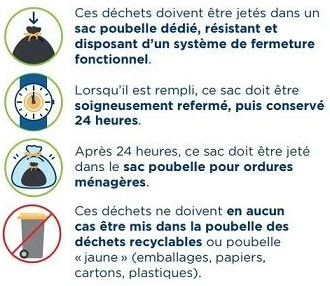 Ces déchets doivent être jetés dans un
sac poubelle dédié, résistant et
disposant d'un système de fermeture
fonctionnel.
Lorsqu'il est rempli, ce sac doit être
soigneusement refermé, puis conservé
24 heures.
Après 24 heures, ce sac doit être jeté
dans le sac poubelle pour ordures
ménagères.
Ces déchets ne doivent en aucun
cas être mis dans la poubelle des
déchets recyclables ou poubelle
« jaune » (emballages, papiers,
cartons, plastiques).